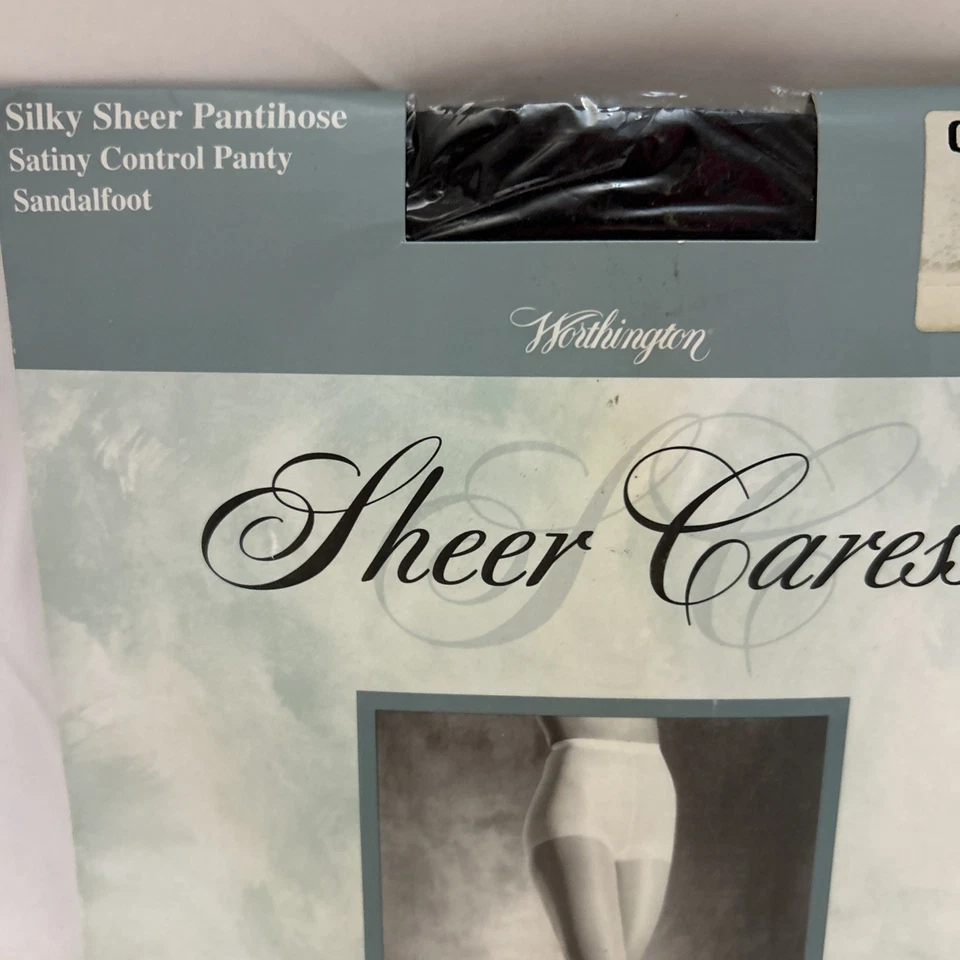 Silky Sheer Pantihose
Satiny Control Panty
Sandalfoot
Worthington
Sheer Cares